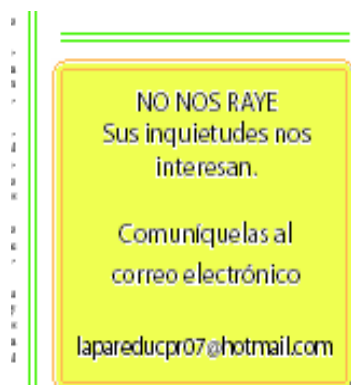 NO NOS RAYE
Sus inquietudes nos
interesan.
Comuníquelas al
correo electrónico
lapareducpr07@hotmail.com